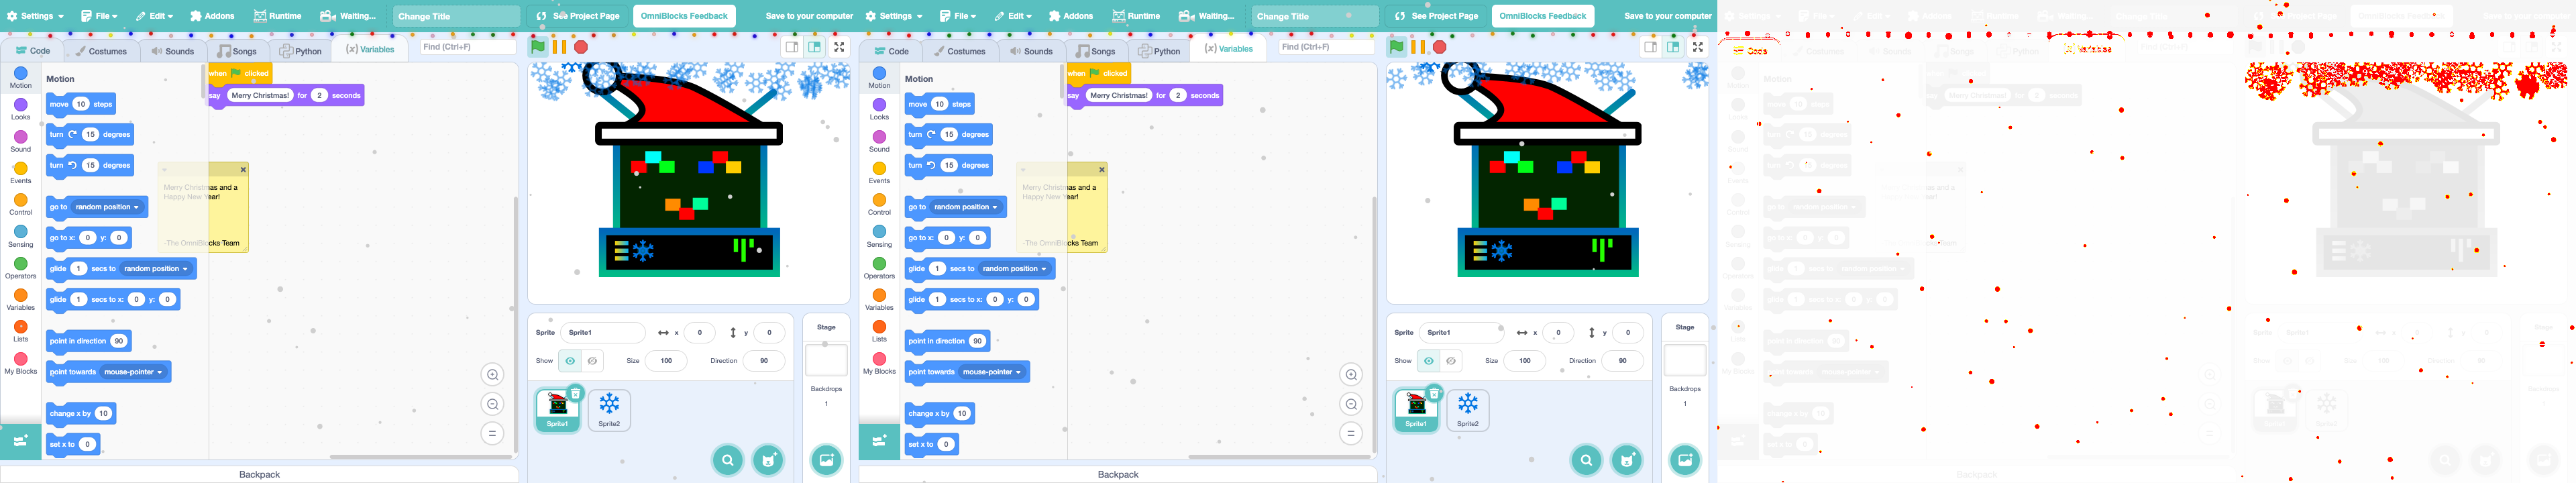 Settings File Edit Addons Runtime Waiting... Change Title See Project Page OmniBlocks Feedback Save to your computer
Code Costumes Sounds Songs Python (x) Variables Find (Ctrl+F)
Motion
Looks
Sound
Events
Control
Sensing
Operators
Variables
Lists
My Blocks
Motion
move 10 steps
turn 15 degrees
turn 15 degrees
go to random position
go to x: 0 y: 0
glide 1 secs to random position
glide 1 secs to x: 0 y: 0
point in direction 90
point towards mouse-pointer
change x by 10
set x to 0
when clicked
say Merry Christmas! for 2 seconds
Merry Christmas and a
Happy New Year!
-The OmniBlocks Team
Sprite Sprite1 x 0 y 0
Show Size 100 Direction 90
Sprite1 Sprite2
Stage
Backdrops
1
Backpack
Settings File Edit Addons Runtime Waiting... Change Title See Project Page OmniBlocks Feedback Save to your computer
Code Costumes Sounds Songs Python (x) Variables Find (Ctrl+F)
Motion
Looks
Sound
Events
Control
Sensing
Operators
Variables
Lists
My Blocks
Motion
move 10 steps
turn 15 degrees
turn 15 degrees
go to random position
go to x: 0 y: 0
glide 1 secs to random position
glide 1 secs to x: 0 y: 0
point in direction 90
point towards mouse-pointer
change x by 10
set x to 0
when clicked
say Merry Christmas! for 2 seconds
Merry Christmas and a
Happy New Year!
-The OmniBlocks Team
Sprite Sprite1 x 0 y 0
Show Size 100 Direction 90
Sprite1 Sprite2
Stage
Backdrops
1
Backpack